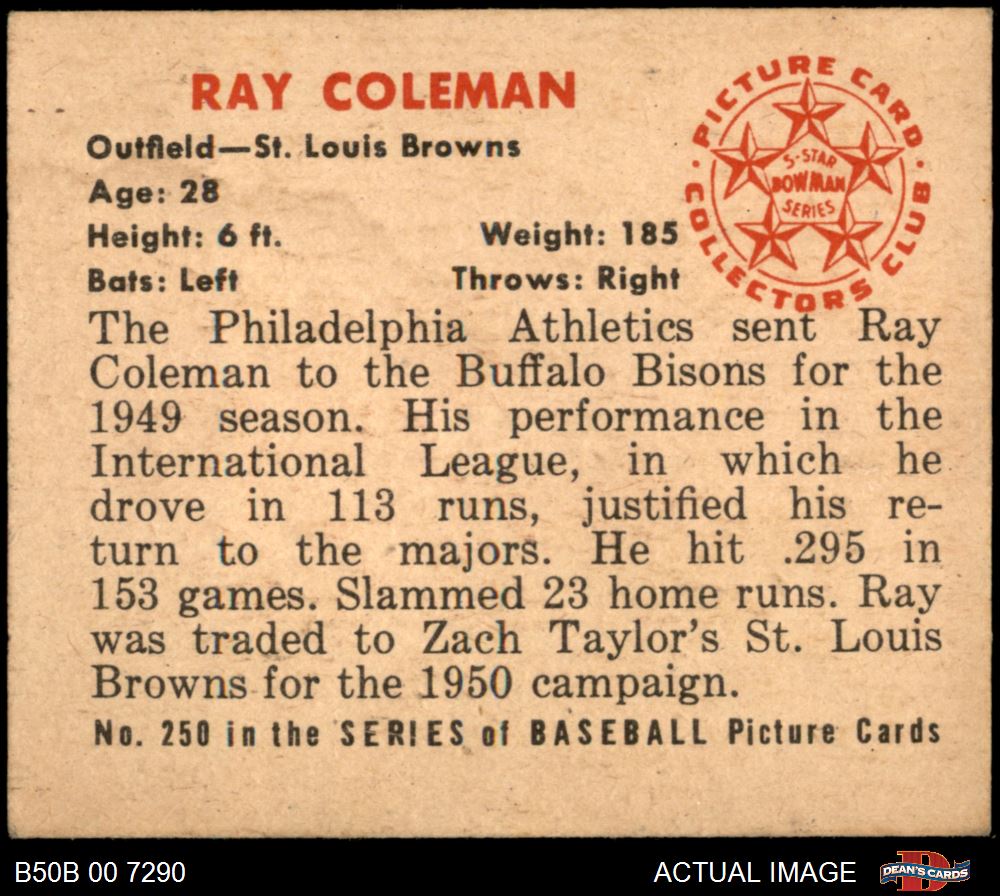 RAY COLEMAN
Outfield—St. Louis Browns
Age: 28
Height: 6 ft.
Weight: 185
Bats: Left
Throws: Right
PICTURE CARD
COLLECTORS CLUB
5-STAR
BOWMAN
SERIES
The Philadelphia Athletics sent Ray
Coleman to the Buffalo Bisons for the
1949 season. His performance in the
International League, in which he
drove in 113 runs, justified his re-
turn to the majors. He hit .295 in
153 games. Slammed 23 home runs. Ray
was traded to Zach Taylor's St. Louis
Browns for the 1950 campaign.
No. 250 in the SERIES of BASEBALL Picture Cards
B50B 00 7290
ACTUAL IMAGE
D
DEAN'S CARDS